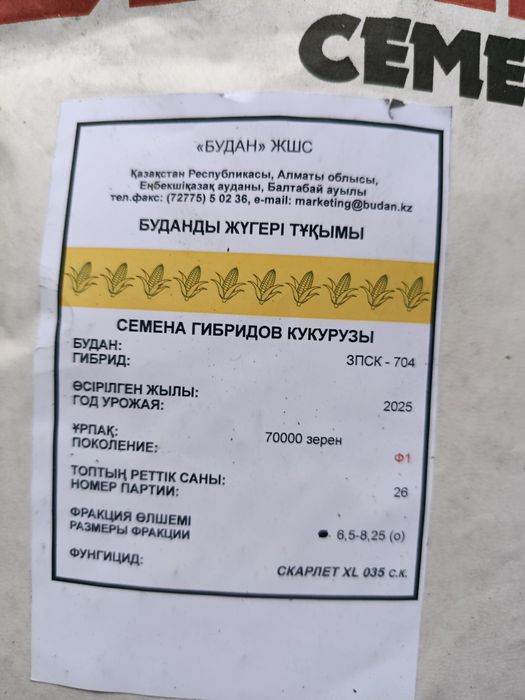 СЕМЕ
«БУДАН» ЖШС
Қазақстан Республикасы, Алматы облысы,
Еңбекшіқазақ ауданы, Балтабай ауылы
тел.факс: (72775) 5 02 36, e-mail: marketing@budan.kz
БУДАНДЫ ЖҮГЕРІ ТҰҚЫМЫ
СЕМЕНА ГИБРИДОВ КУКУРУЗЫ
БУДАН:
ГИБРИД: ЗПСК - 704
ӨСІРІЛГЕН ЖЫЛЫ:
ГОД УРОЖАЯ: 2025
ҰРПАҚ: 70000 зерен
ПОКОЛЕНИЕ: Ф1
ТОПТЫҢ РЕТТІК САНЫ:
НОМЕР ПАРТИИ: 26
ФРАКЦИЯ ӨЛШЕМІ
РАЗМЕРЫ ФРАКЦИИ 6,5-8,25 (о)
ФУНГИЦИД: СКАРЛЕТ XL 035 с.к.